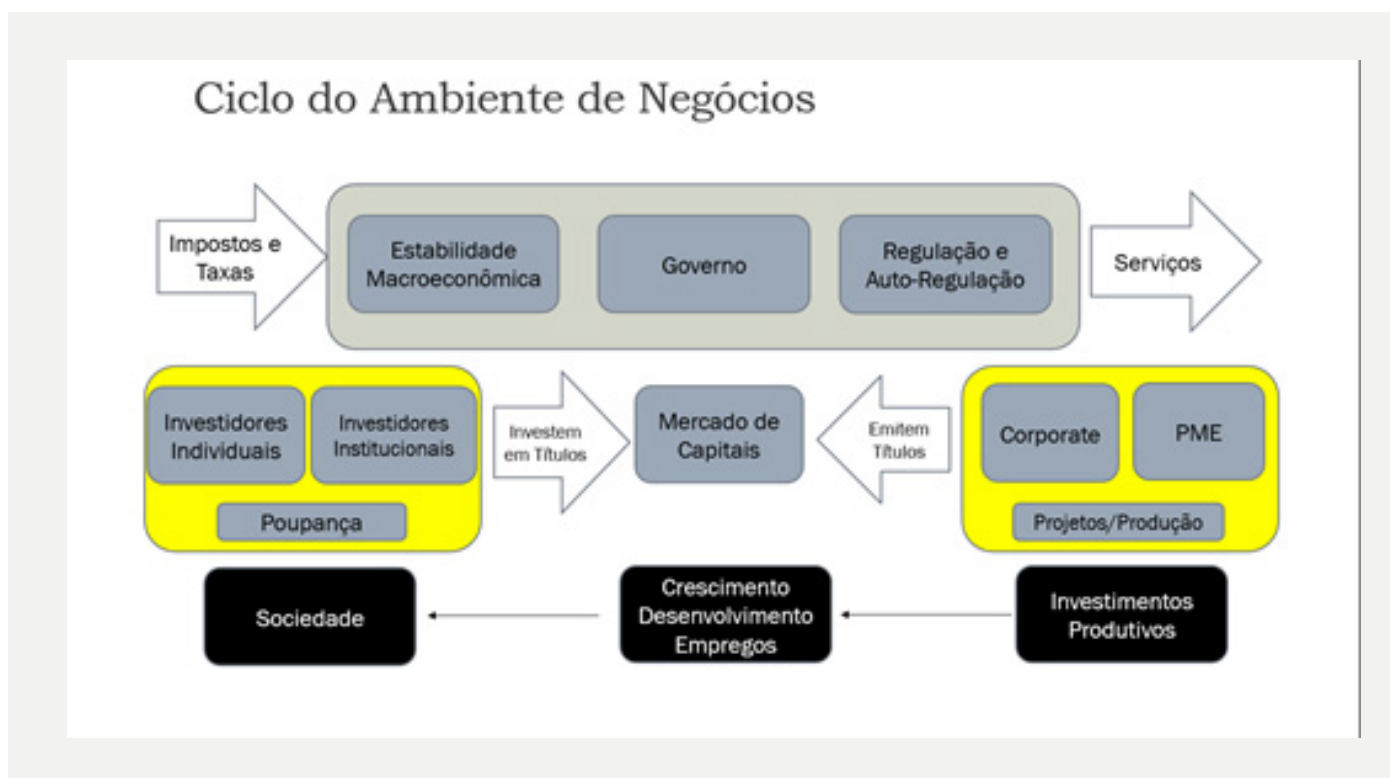 Ciclo do Ambiente de Negócios
Impostos e
Taxas
Estabilidade
Macroeconômica
Governo
Regulação e
Auto-Regulação
Serviços
Investidores
Individuais
Investidores
Institucionais
Poupança
Investem
em Títulos
Mercado de
Capitais
Emitem
Títulos
Corporate
PME
Projetos/Produção
Sociedade
Crescimento
Desenvolvimento
Empregos
Investimentos
Produtivos